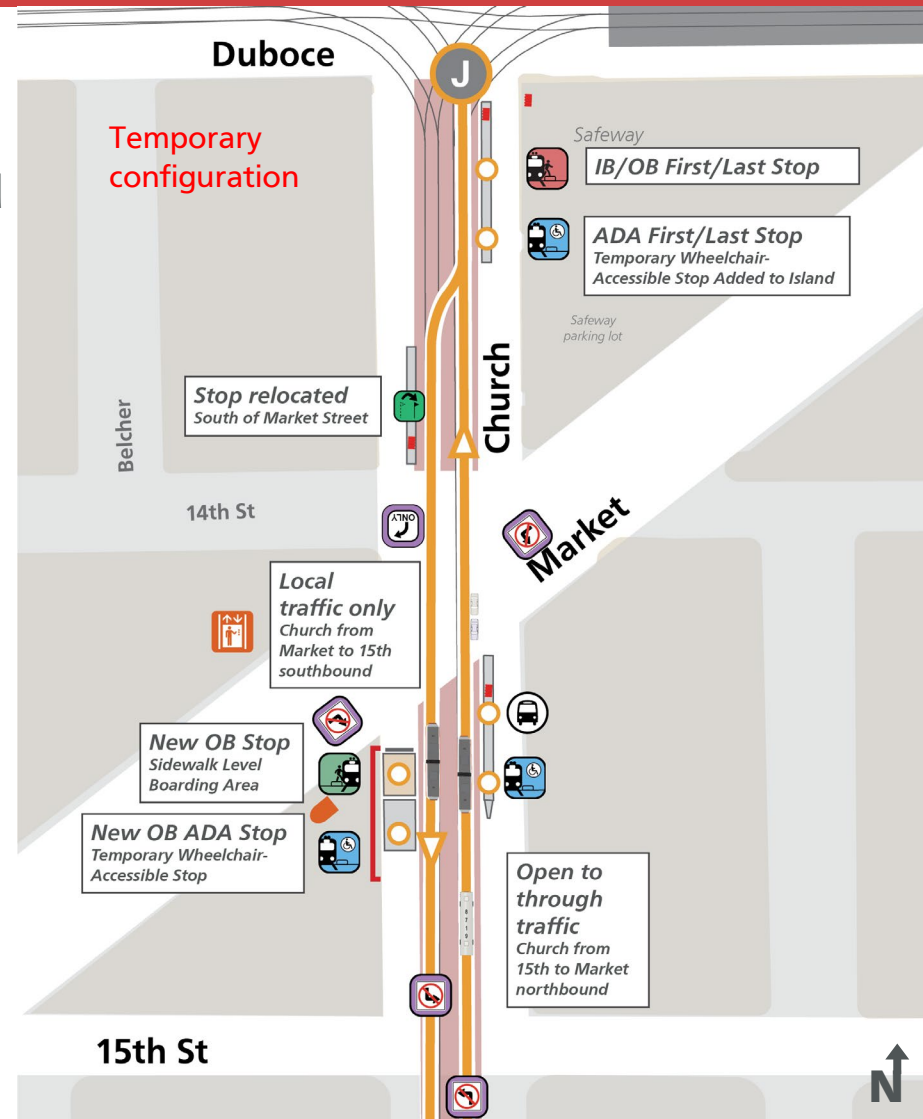 Duboce
J
Temporary
configuration
Safeway
IB/OB First/Last Stop
ADA First/Last Stop
Temporary Wheelchair-
Accessible Stop Added to Island
Safeway
parking lot
Church
Stop relocated
South of Market Street
Belcher
14th St
ONLY
Market
Local
traffic only
Church from
Market to 15th
southbound
New OB Stop
Sidewalk Level
Boarding Area
New OB ADA Stop
Temporary Wheelchair-
Accessible Stop
Open to
through
traffic
Church from
15th to Market
northbound
8719
15th St
N